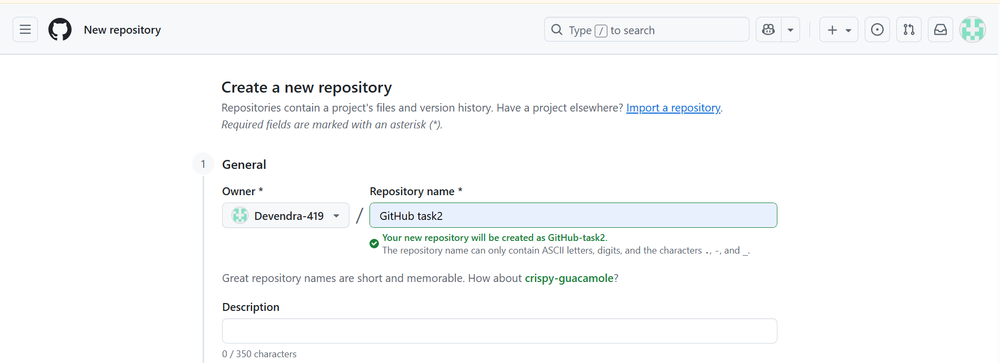 New repository
Type / to search
Create a new repository
Repositories contain a project's files and version history. Have a project elsewhere? Import a repository.
Required fields are marked with an asterisk (*).
1 General
Owner * Repository name *
Devendra-419 / GitHub task2
Your new repository will be created as GitHub-task2.
The repository name can only contain ASCII letters, digits, and the characters ., -, and _.
Great repository names are short and memorable. How about crispy-guacamole?
Description
0 / 350 characters